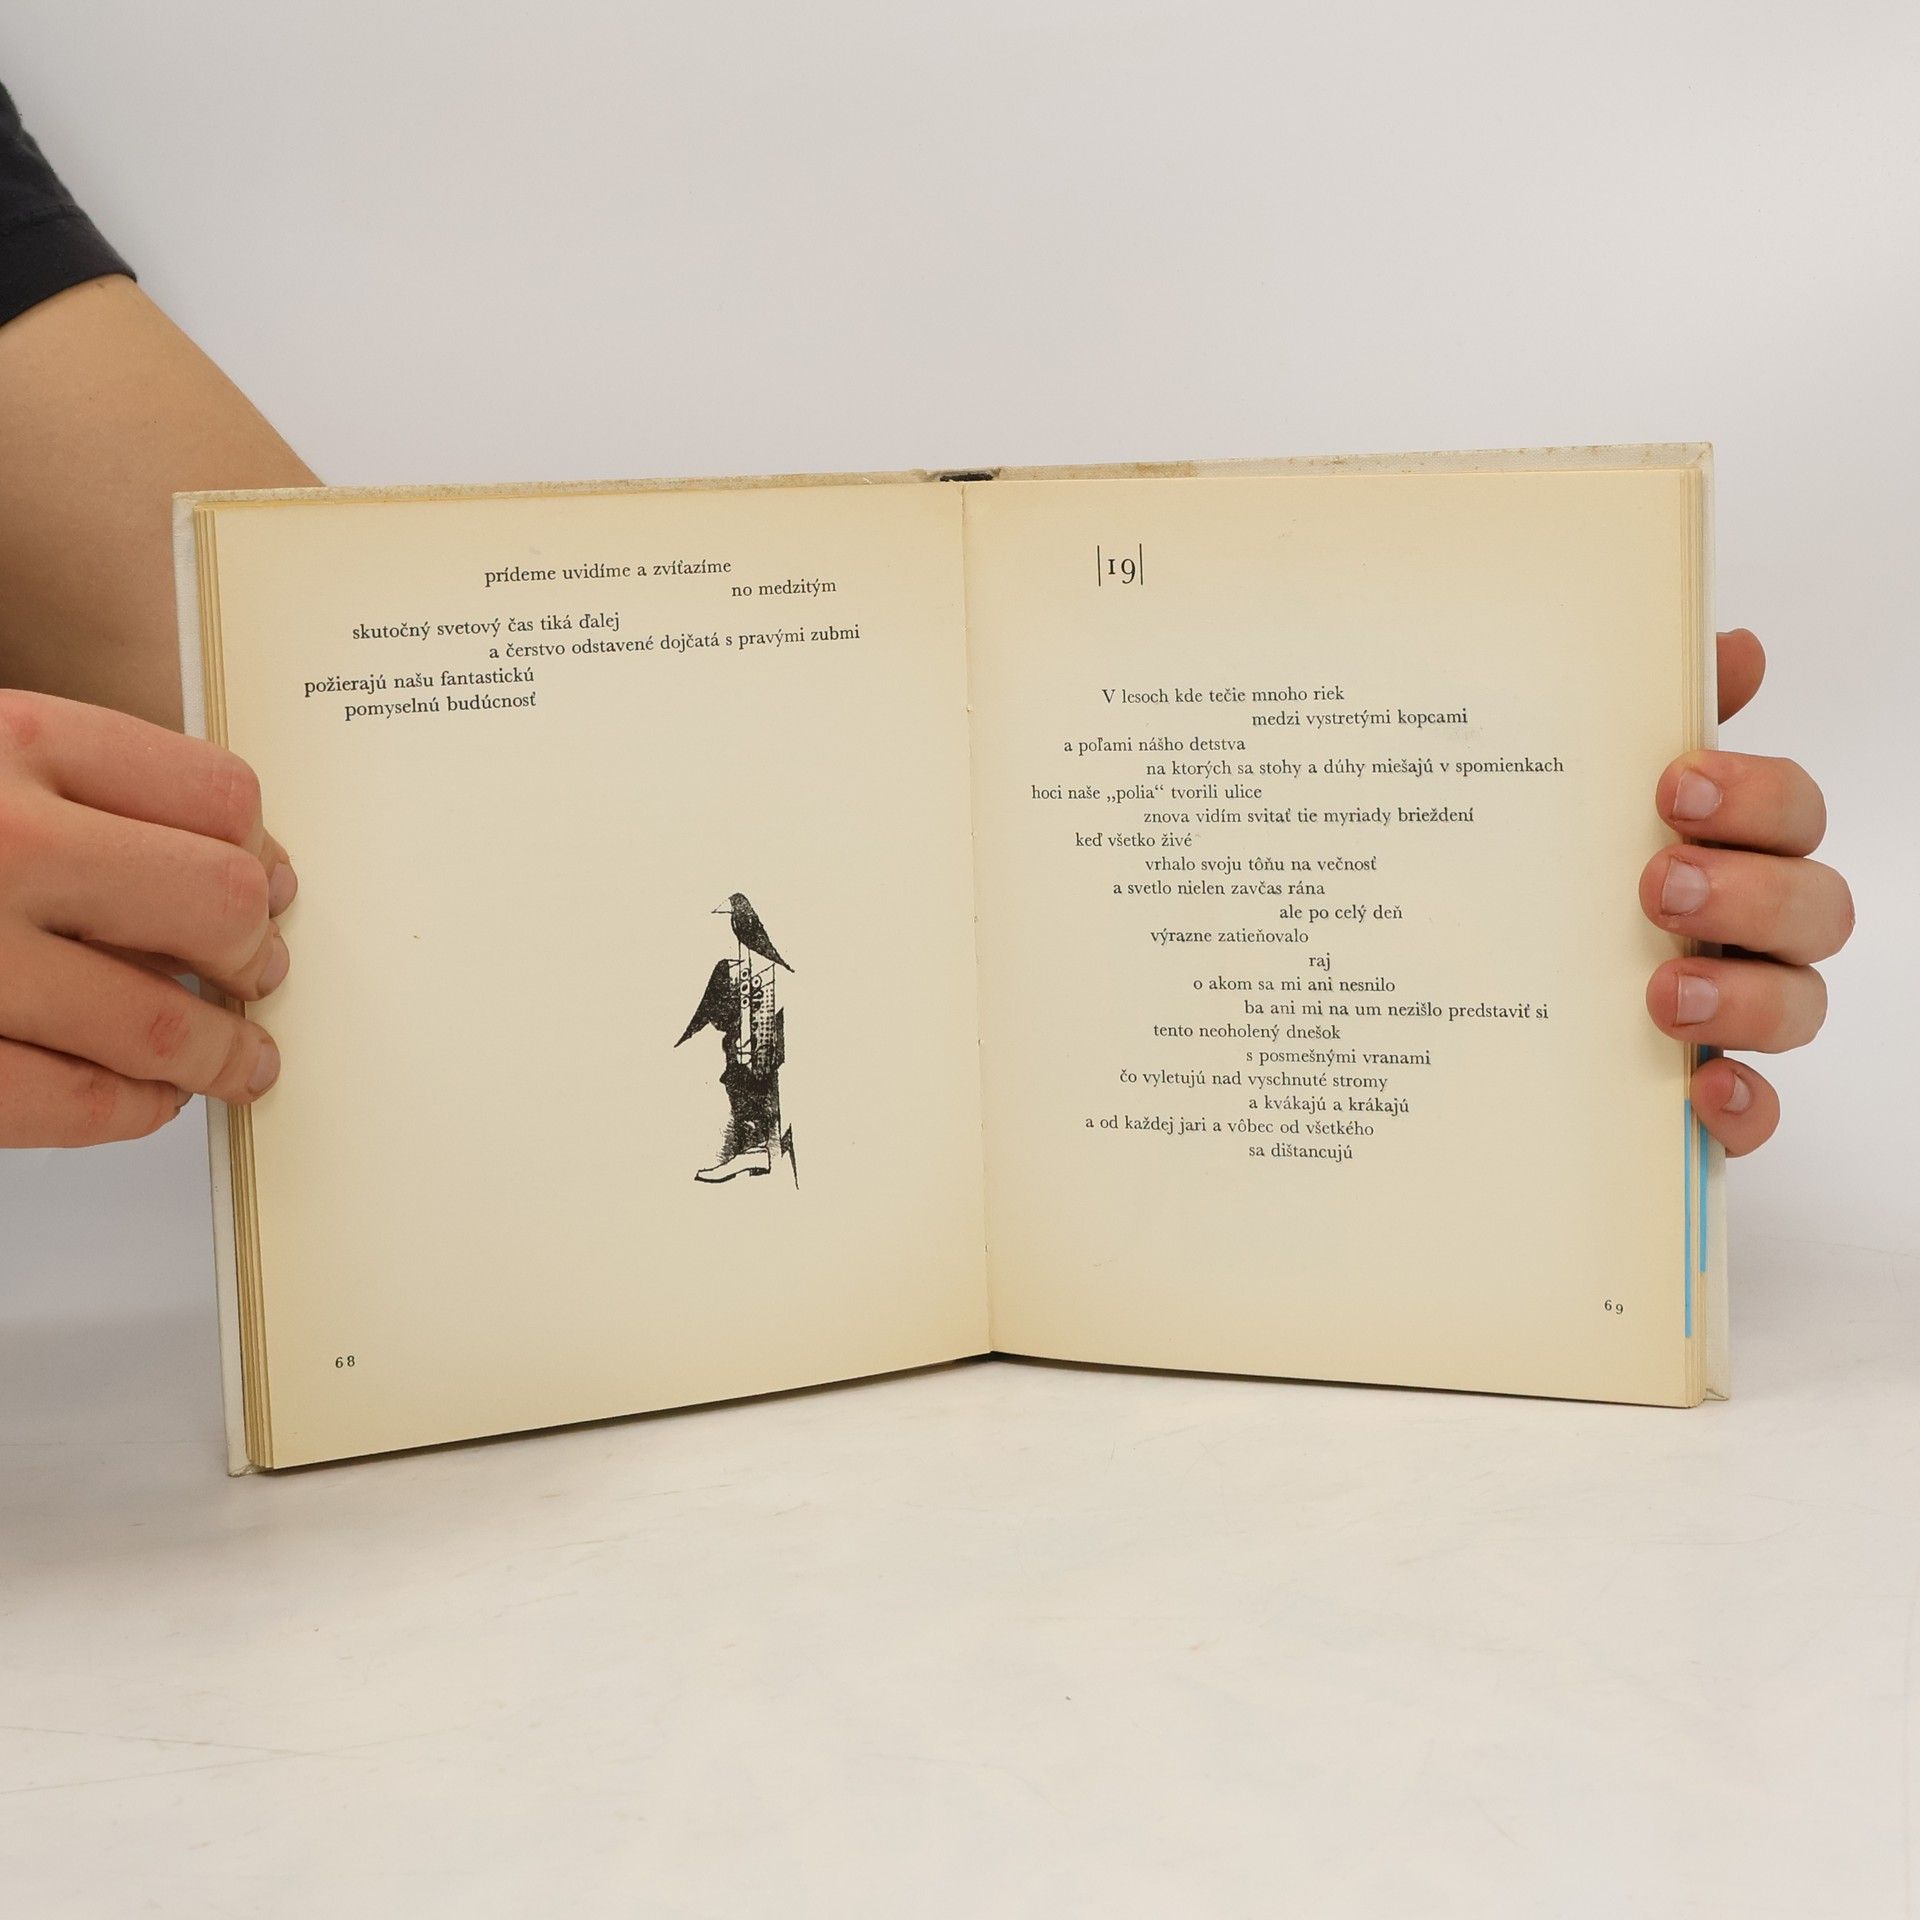 prídeme uvidíme a zvíťazíme
no medzitým
skutočný svetový čas tiká ďalej
a čerstvo odstavené dojčatá s pravými zubmi
požierajú našu fantastickú
pomyselnú budúcnosť
68
|19|
V lesoch kde tečie mnoho riek
medzi vystretými kopcami
a poľami nášho detstva
na ktorých sa stohy a dúhy miešajú v spomienkach
hoci naše „polia“ tvorili ulice
znova vidím svitať tie myriady brieždení
keď všetko živé
vrhalo svoju tôňu na večnosť
a svetlo nielen zavčas rána
ale po celý deň
výrazne zatieňovalo
raj
o akom sa mi ani nesnilo
ba ani mi na um nezišlo predstaviť si
tento neoholený dnešok
s posmešnými vranami
čo vyletujú nad vyschnuté stromy
a kvákajú a krákajú
a od každej jari a vôbec od všetkého
sa dištancujú
69